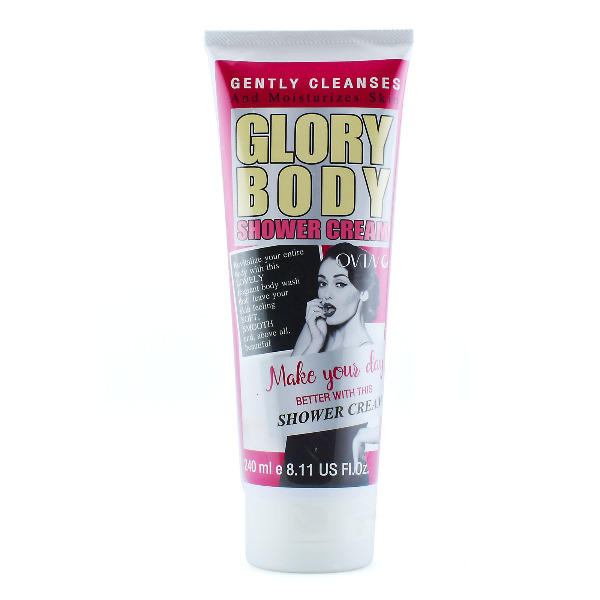 GENTLY CLEANSES
And Moisturizes Skin
GLORY
BODY
SHOWER CREAM
Revitalize your entire
body with this
LOVELY
fragrant body wash
that leave your
skin feeling
SOFT,
SMOOTH
and, above all,
beautiful
Make your day
BETTER WITH THIS
SHOWER CREAM
240 ml e 8.11 US Fl.Oz.